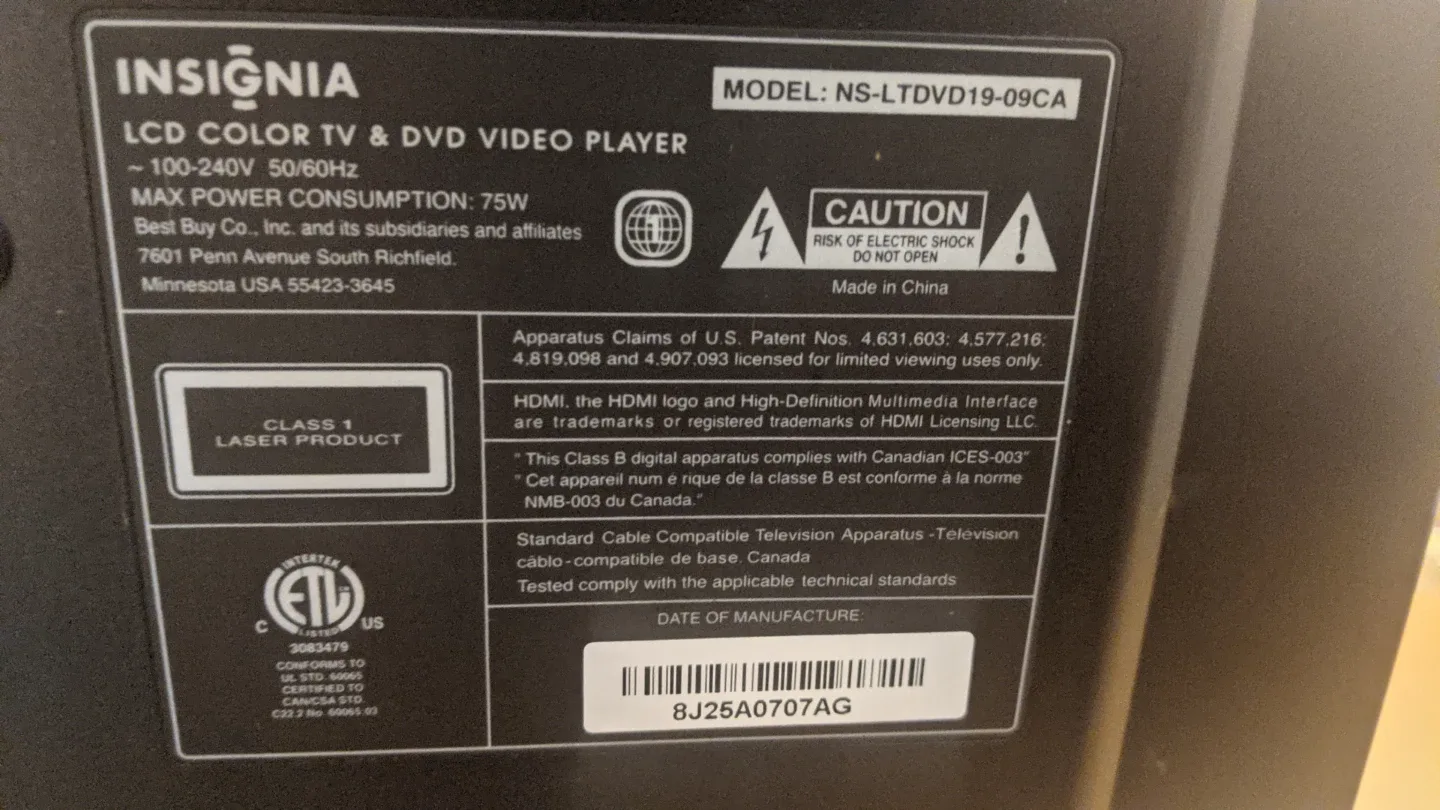 INSIGNIA
MODEL: NS-LTDVD19-09CA
LCD COLOR TV & DVD VIDEO PLAYER
~ 100-240V 50/60Hz
MAX POWER CONSUMPTION: 75W
Best Buy Co., Inc. and its subsidiaries and affiliates
7601 Penn Avenue South Richfield.
Minnesota USA 55423-3645
1
CAUTION
RISK OF ELECTRIC SHOCK
DO NOT OPEN
Made in China
Apparatus Claims of U.S. Patent Nos. 4,631,603; 4,577,216;
4,819,098 and 4,907,093 licensed for limited viewing uses only.
HDMI, the HDMI logo and High-Definition Multimedia Interface
are trademarks or registered trademarks of HDMI Licensing LLC.
CLASS 1
LASER PRODUCT
" This Class B digital apparatus complies with Canadian ICES-003"
" Cet appareil num é rique de la classe B est conforme à la norme
NMB-003 du Canada."
Standard Cable Compatible Television Apparatus -Télévision
câblo-compatible de base. Canada
Tested comply with the applicable technical standards
INTERTEK
ETL
LISTED
C US
3083479
CONFORMS TO
UL STD. 60065
CERTIFIED TO
CAN/CSA STD.
C22.2 No. 60065:03
DATE OF MANUFACTURE:
8J25A0707AG